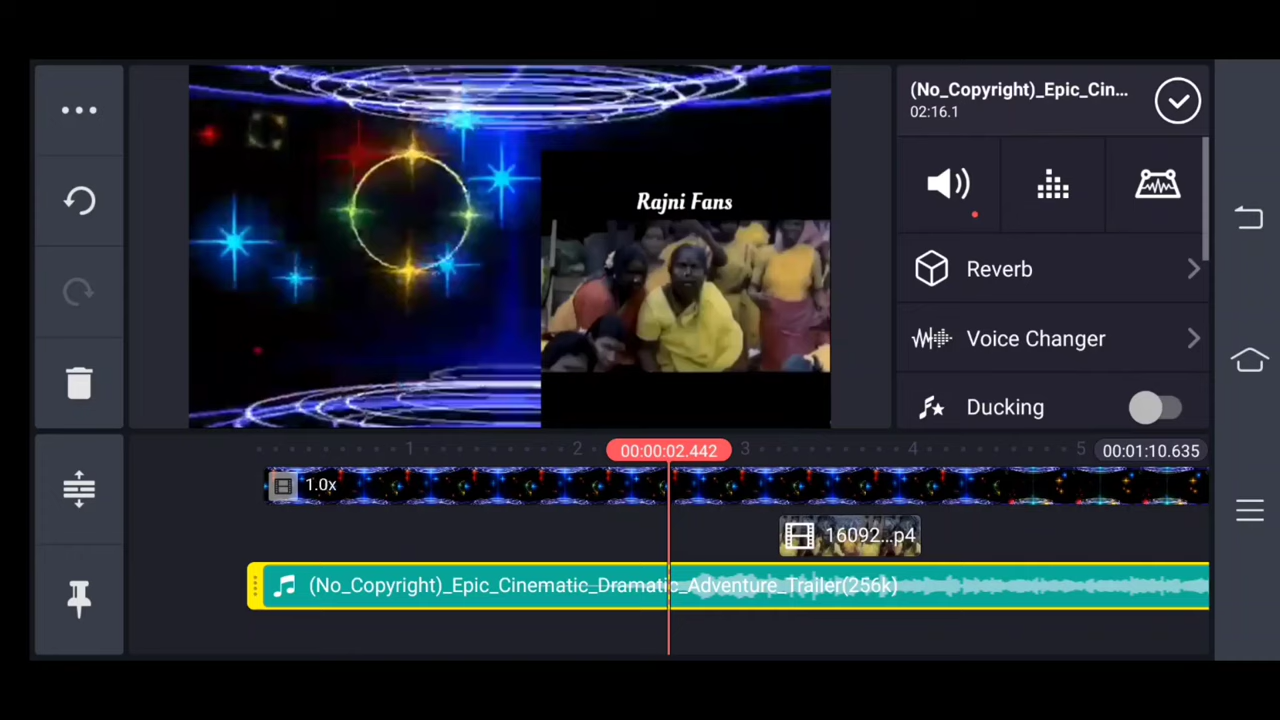 (No_Copyright)_Epic_Cin...
02:16.1
Rajni Fans
Reverb
Voice Changer
Ducking
1
2
00:00:02.442
3
4
5
00:01:10.635
1.0x
16092...p4
(No_Copyright)_Epic_Cinematic_Dramatic_Adventure_Trailer(256k)